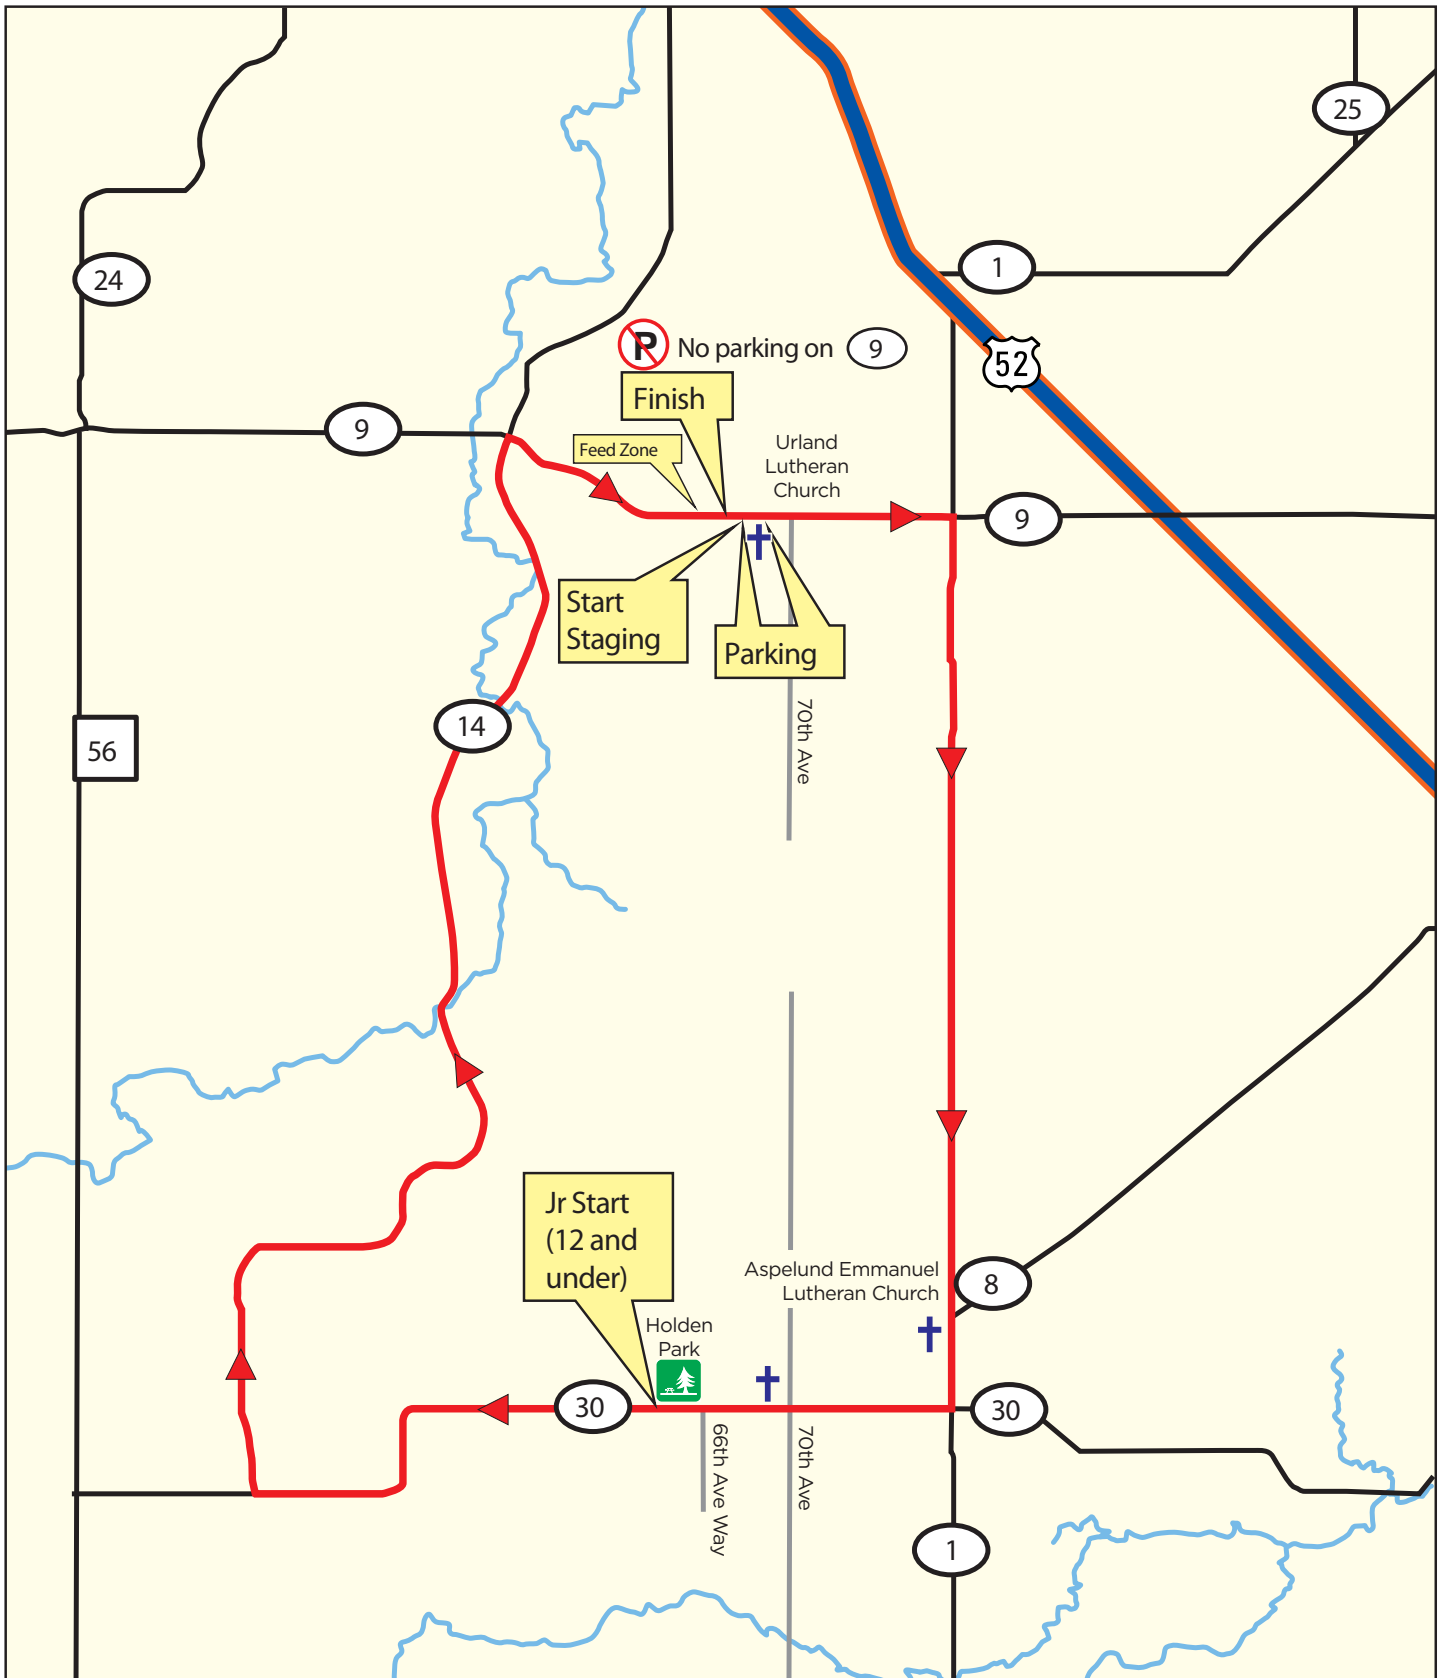 25
1
24
52
P No parking on 9
Finish
9
Feed Zone
Urland
Lutheran
Church
9
Start
Staging
Parking
14
70th Ave
56
Jr Start
(12 and
under)
Aspelund Emmanuel
Lutheran Church
8
Holden
Park
30
30
66th Ave Way
70th Ave
1